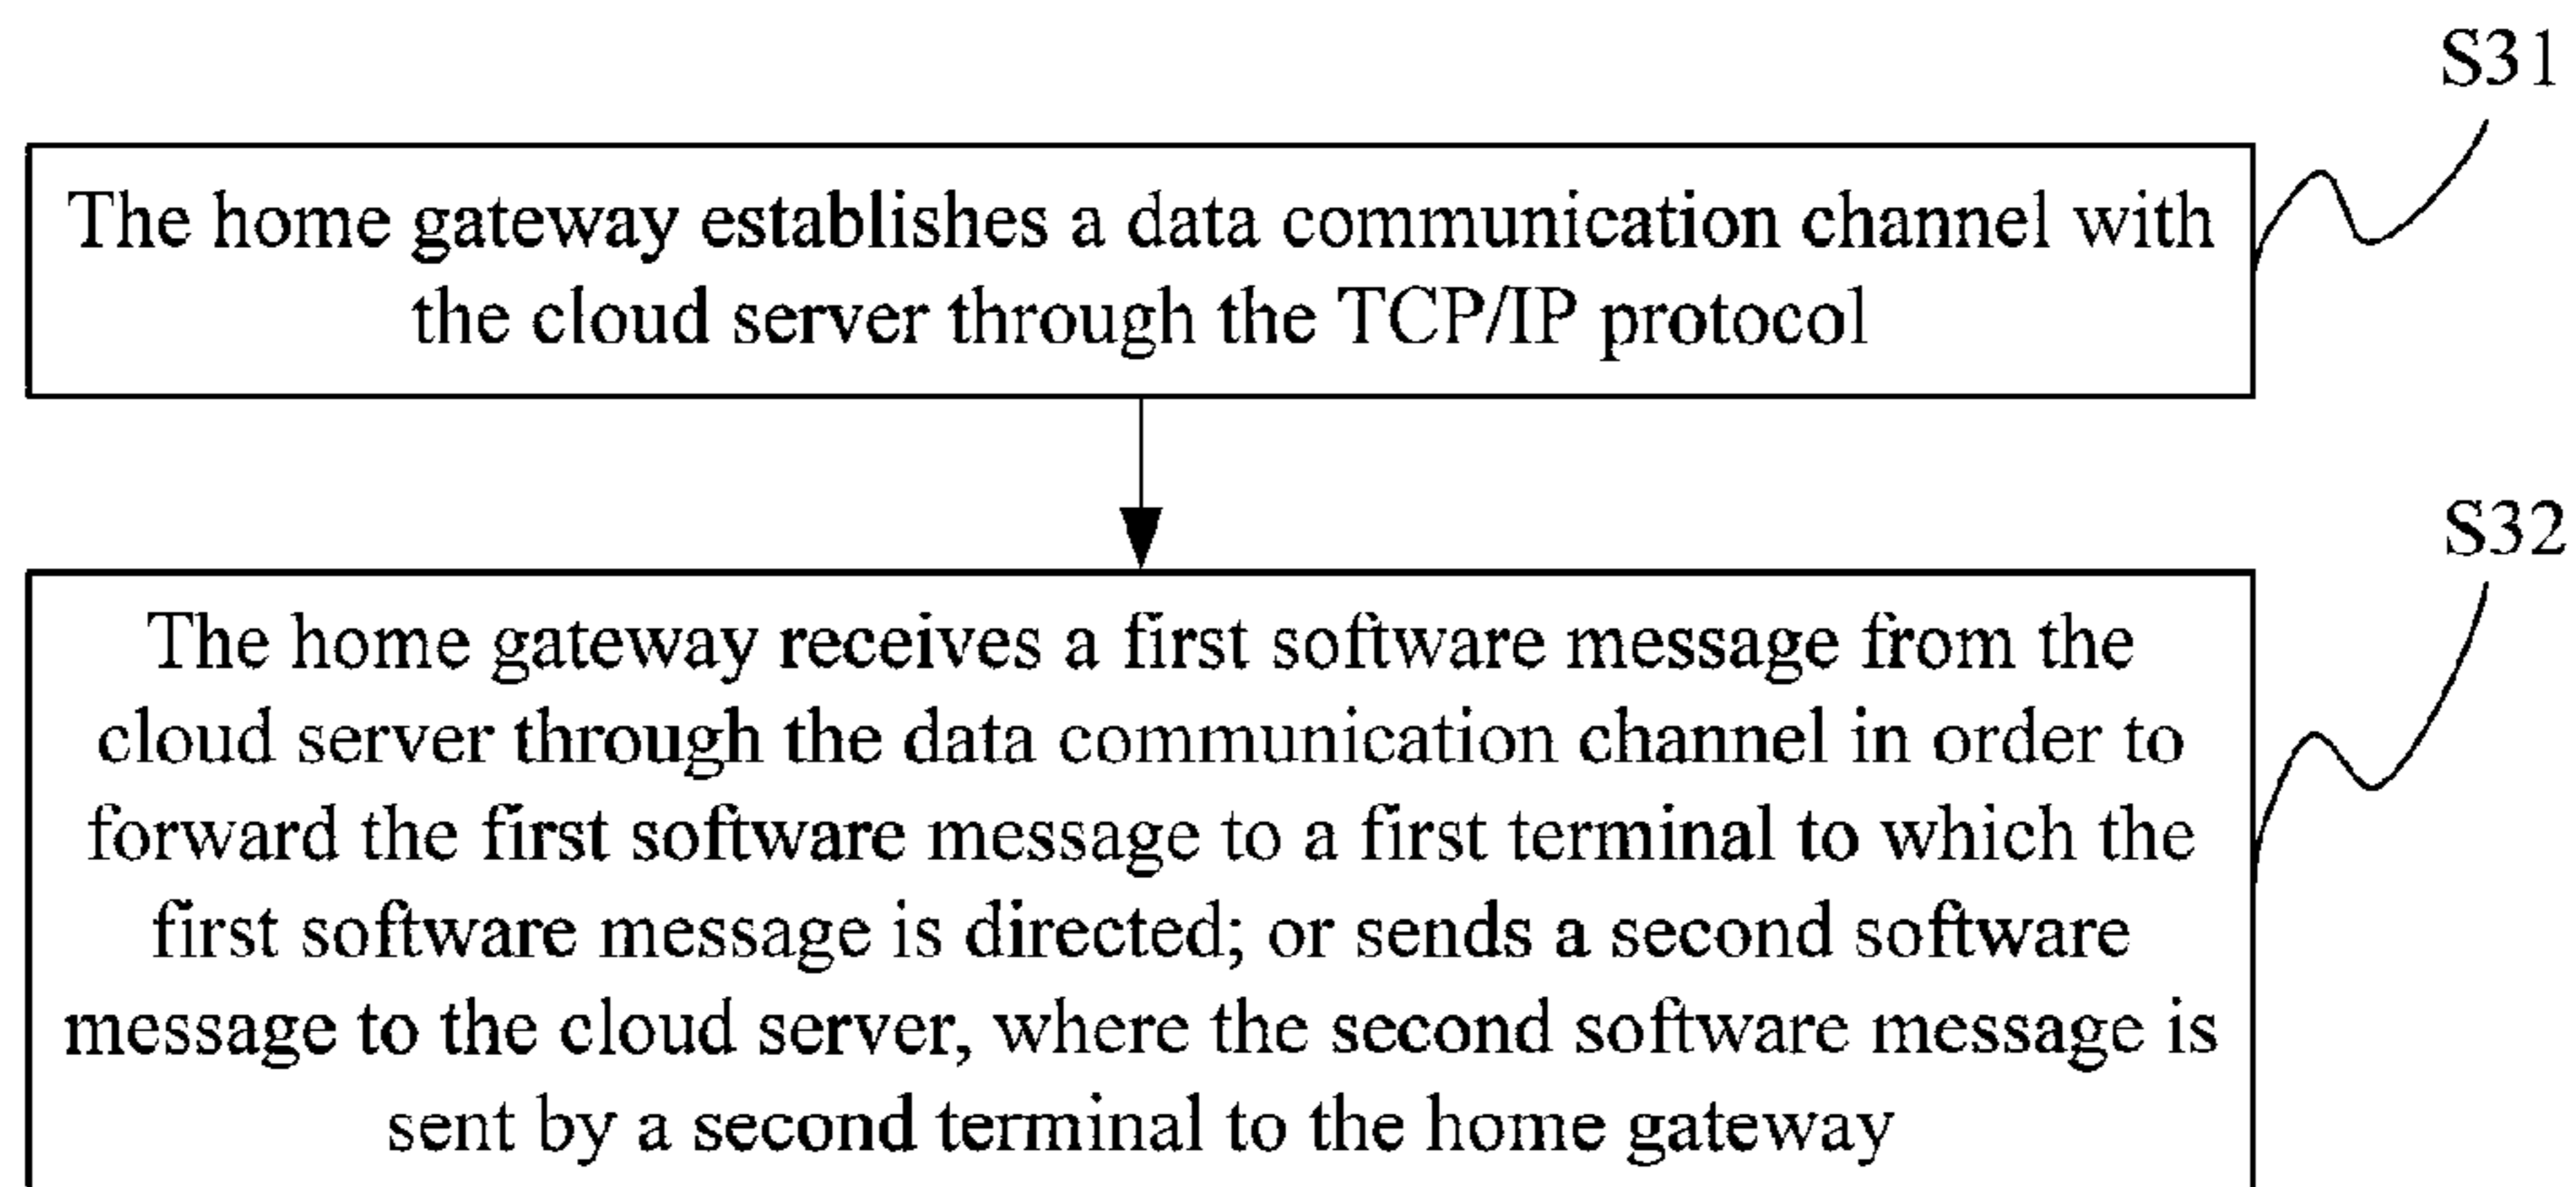 S31
The home gateway establishes a data communication channel with
the cloud server through the TCP/IP protocol
S32
The home gateway receives a first software message from the
cloud server through the data communication channel in order to
forward the first software message to a first terminal to which the
first software message is directed; or sends a second software
message to the cloud server, where the second software message is
sent by a second terminal to the home gateway